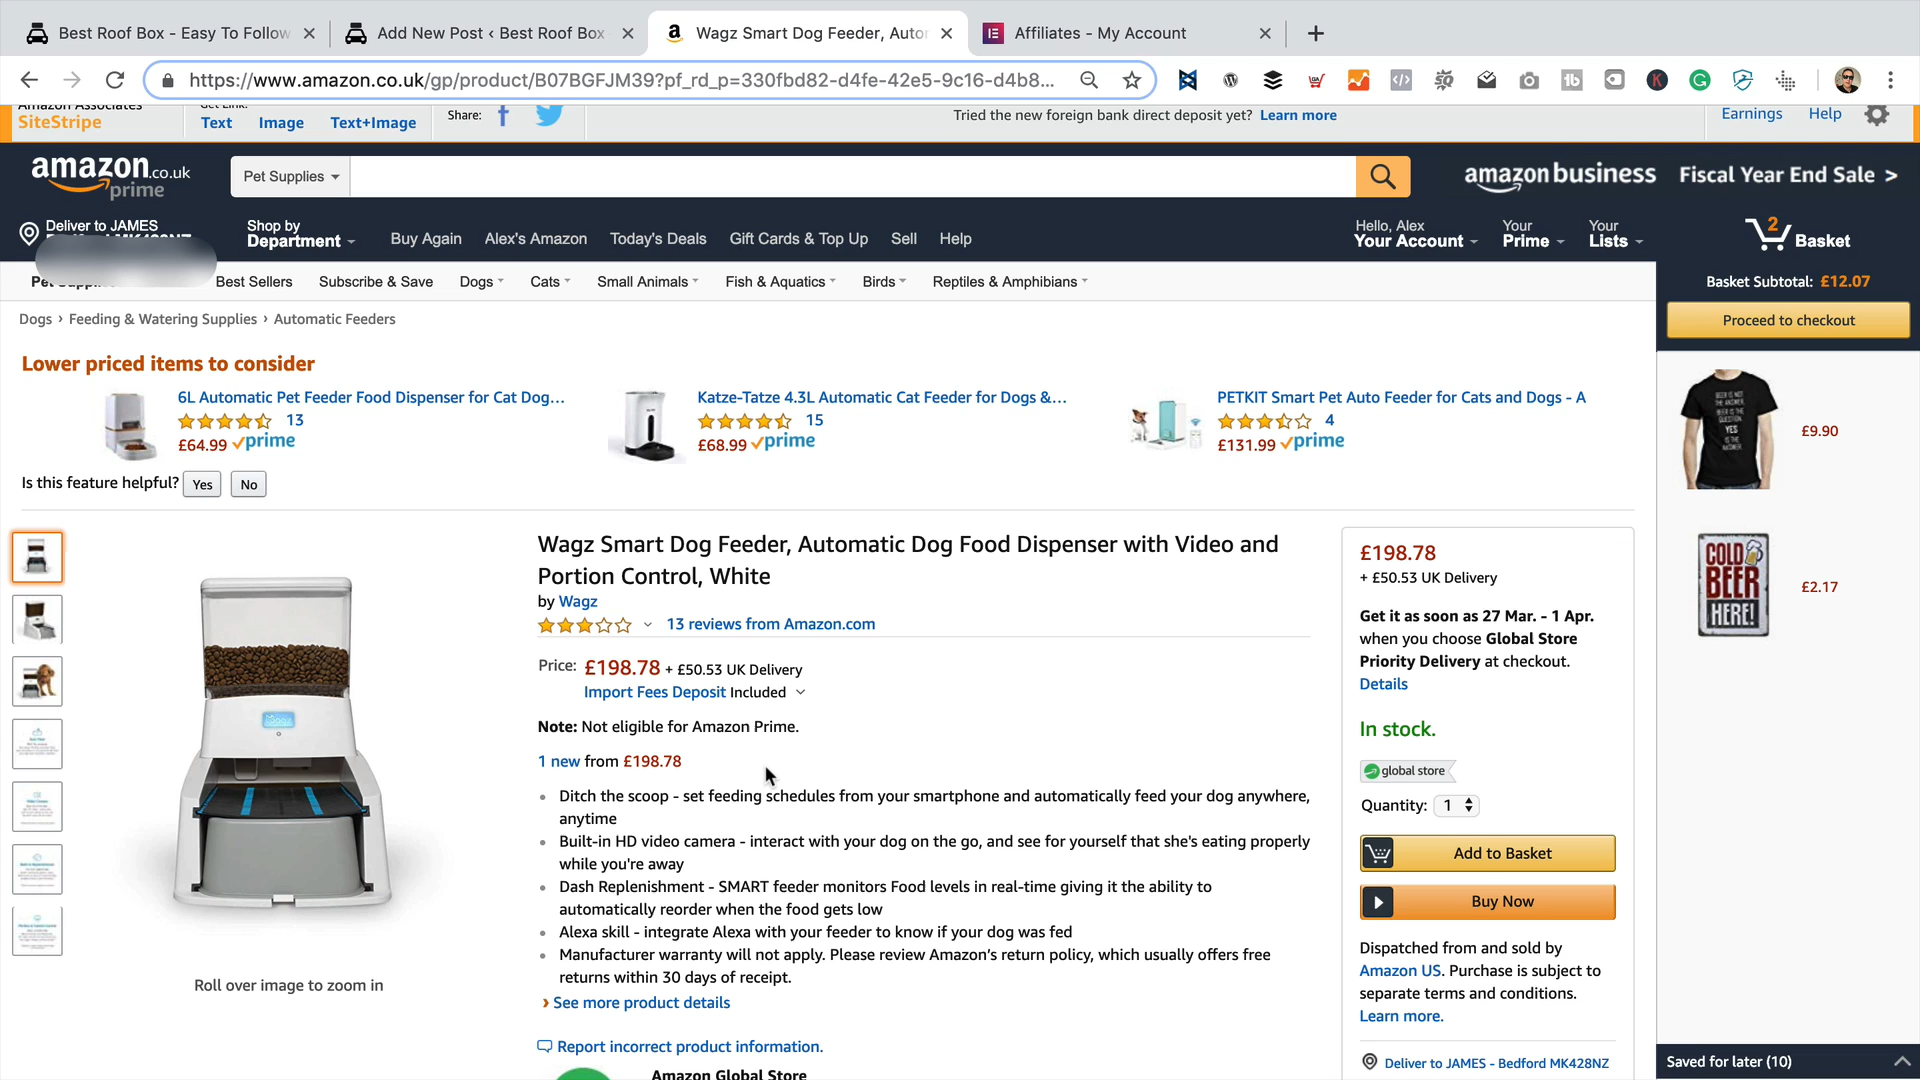 Best Roof Box - Easy To Follow
Add New Post ‹ Best Roof Box
Wagz Smart Dog Feeder, Autor
Affiliates - My Account
https://www.amazon.co.uk/gp/product/B07BGFJM39?pf_rd_p=330fbd82-d4fe-42e5-9c16-d4b8...
Amazon Associates
SiteStripe
Get Link:
Text Image Text+Image
Share:
Tried the new foreign bank direct deposit yet? Learn more
Earnings Help
amazon.co.uk
prime
Pet Supplies
amazon business
Fiscal Year End Sale >
Deliver to JAMES
Shop by
Department
Buy Again Alex's Amazon Today's Deals Gift Cards & Top Up Sell Help
Hello, Alex
Your Account
Your
Prime
Your
Lists
2
Basket
Best Sellers Subscribe & Save Dogs Cats Small Animals Fish & Aquatics Birds Reptiles & Amphibians
Basket Subtotal: £12.07
Proceed to checkout
Dogs › Feeding & Watering Supplies › Automatic Feeders
Lower priced items to consider
6L Automatic Pet Feeder Food Dispenser for Cat Dog...
13
£64.99 prime
Katze-Tatze 4.3L Automatic Cat Feeder for Dogs &...
15
£68.99 prime
PETKIT Smart Pet Auto Feeder for Cats and Dogs - A
4
£131.99 prime
BEER IS NOT
THE ANSWER.
BEER IS THE
QUESTION.
YES
IS THE
ANSWER.
£9.90
Is this feature helpful? Yes No
COLD
BEER
HERE!
£2.17
Wagz Smart Dog Feeder, Automatic Dog Food Dispenser with Video and
Portion Control, White
by Wagz
13 reviews from Amazon.com
Price: £198.78 + £50.53 UK Delivery
Import Fees Deposit Included
Note: Not eligible for Amazon Prime.
1 new from £198.78
Ditch the scoop - set feeding schedules from your smartphone and automatically feed your dog anywhere,
anytime
Built-in HD video camera - interact with your dog on the go, and see for yourself that she's eating properly
while you're away
Dash Replenishment - SMART feeder monitors Food levels in real-time giving it the ability to
automatically reorder when the food gets low
Alexa skill - integrate Alexa with your feeder to know if your dog was fed
Manufacturer warranty will not apply. Please review Amazon’s return policy, which usually offers free
returns within 30 days of receipt.
› See more product details
Report incorrect product information.
Amazon Global Store
Roll over image to zoom in
£198.78
+ £50.53 UK Delivery
Get it as soon as 27 Mar. - 1 Apr.
when you choose Global Store
Priority Delivery at checkout.
Details
In stock.
global store
Quantity: 1
Add to Basket
Buy Now
Dispatched from and sold by
Amazon US. Purchase is subject to
separate terms and conditions.
Learn more.
Deliver to JAMES - Bedford MK428NZ
Saved for later (10)